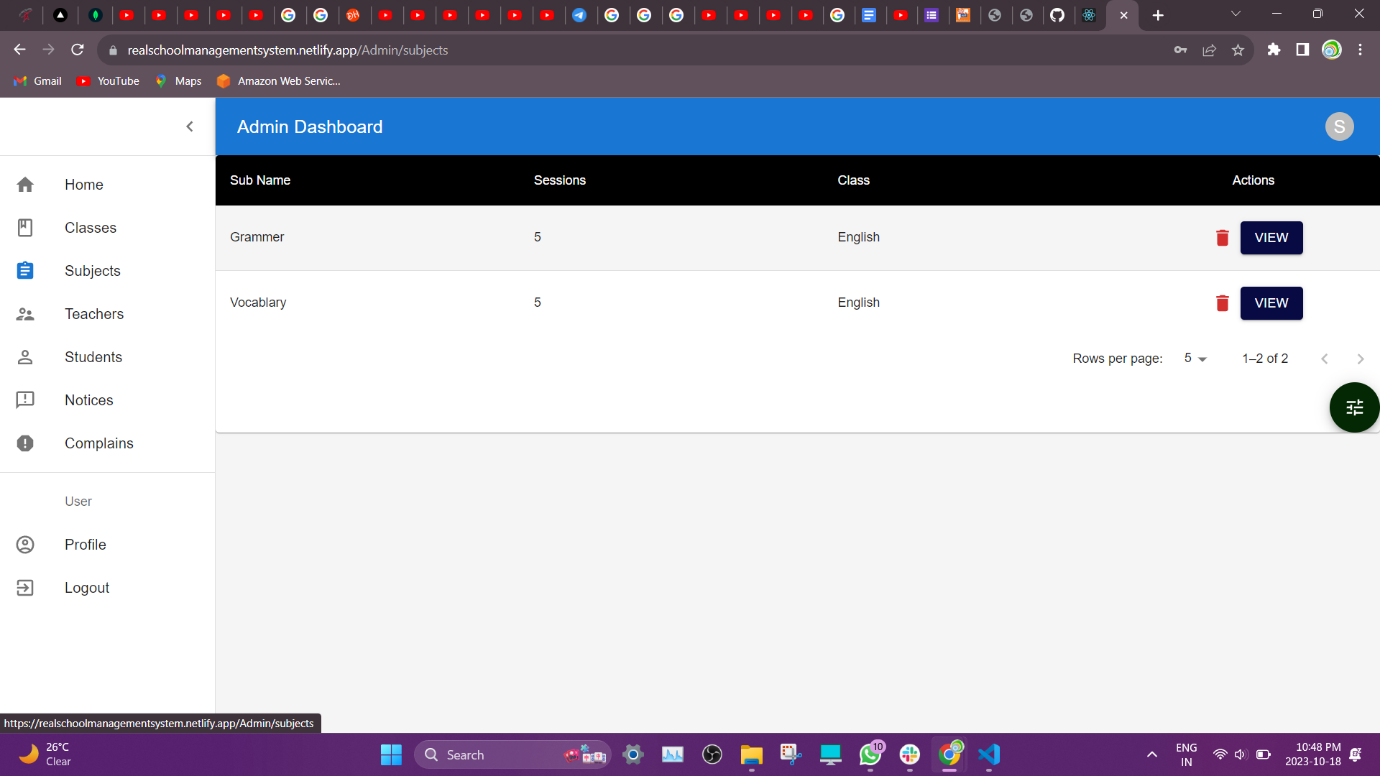 realschoolmanagementsystem.netlify.app/Admin/subjects
Gmail YouTube Maps Amazon Web Servic...
Admin Dashboard S
Sub Name Sessions Class Actions
Home
Grammer 5 English VIEW
Classes
Subjects
Vocablary 5 English VIEW
Teachers
Students
Rows per page: 5 1–2 of 2
Notices
Complains
User
Profile
Logout
https://realschoolmanagementsystem.netlify.app/Admin/subjects
26°C
Clear
Search
10
ENG
IN
10:48 PM
2023-10-18